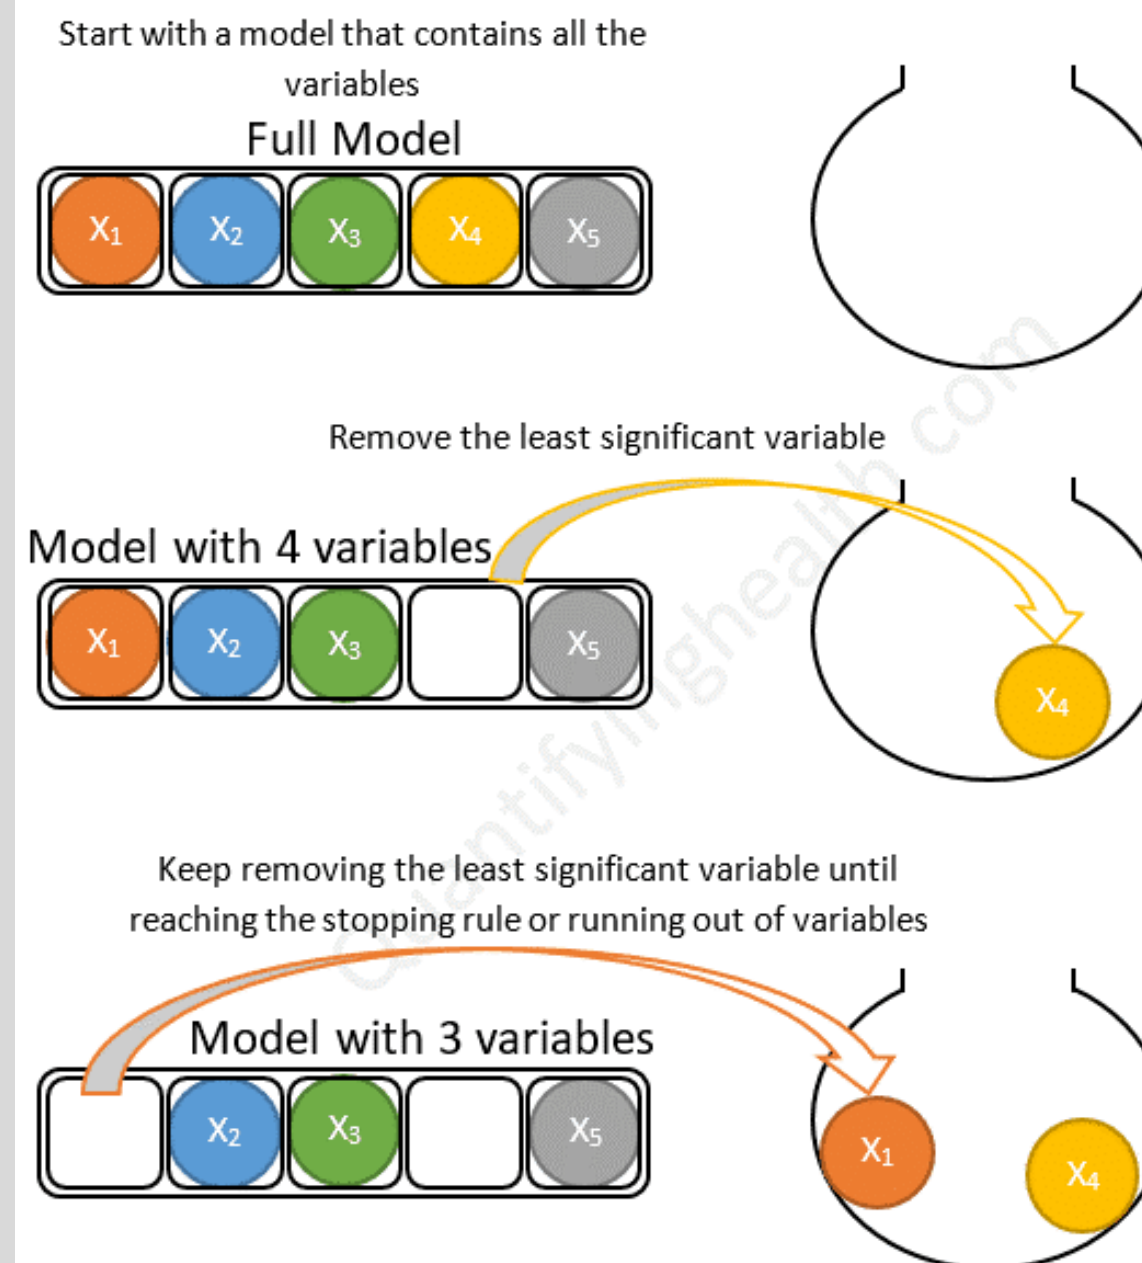 Start with a model that contains all the
variables
Full Model
X₁ X₂ X₃ X₄ X₅
Remove the least significant variable
Model with 4 variables
X₁ X₂ X₃ X₅
X₄
Keep removing the least significant variable until
reaching the stopping rule or running out of variables
Model with 3 variables
X₂ X₃ X₅
X₁ X₄
Quantifyinghealth com